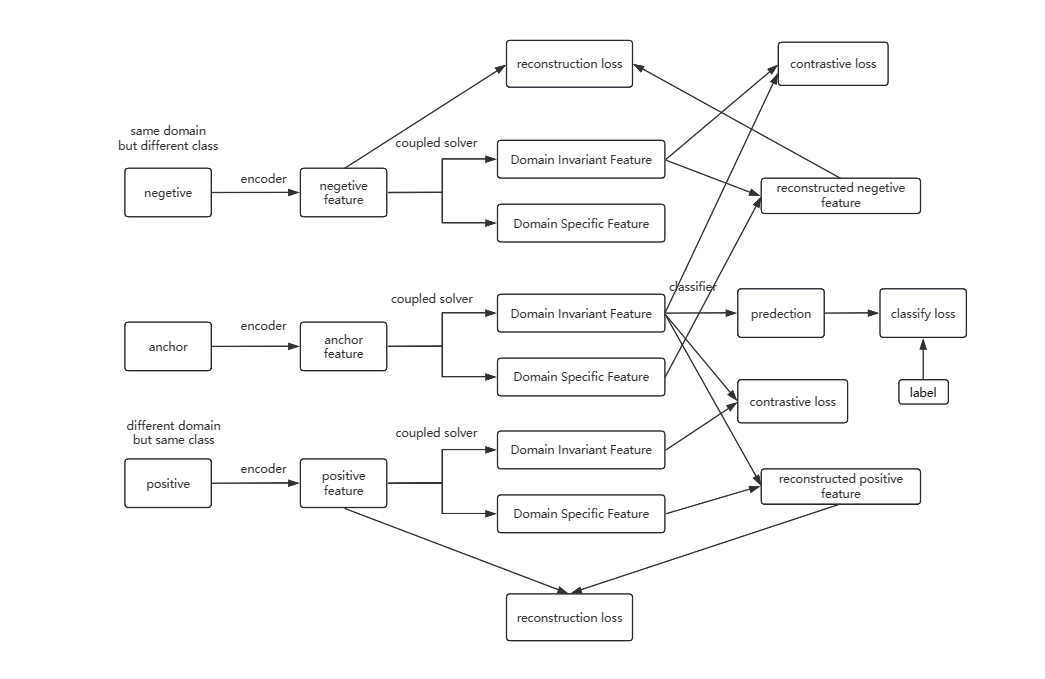 reconstruction loss
contrastive loss
same domain
but different class
coupled solver
negetive
encoder
negetive
feature
Domain Invariant Feature
Domain Specific Feature
reconstructed negetive
feature
anchor
encoder
anchor
feature
coupled solver
Domain Invariant Feature
Domain Specific Feature
classifier
predection
classify loss
label
contrastive loss
different domain
but same class
positive
encoder
positive
feature
coupled solver
Domain Invariant Feature
Domain Specific Feature
reconstructed positive
feature
reconstruction loss